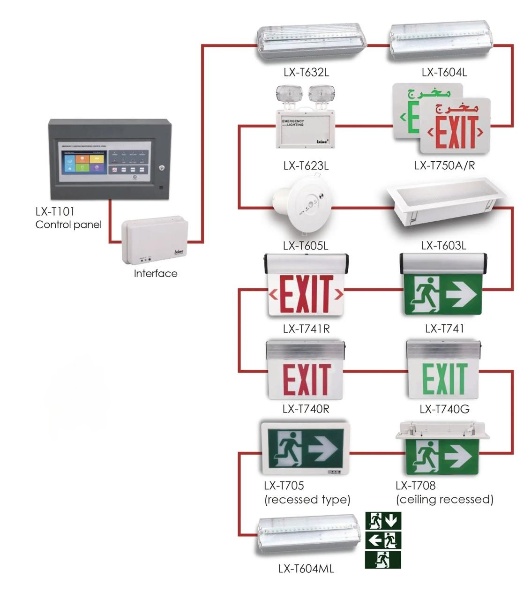 LX-T632L
LX-T604L
EMERGENCY
LIGHTING
مخرج
مخرج
EXIT
LX-T623L
LX-T750A/R
LX-T101
Control panel
Interface
LX-T605L
LX-T603L
EXIT
LX-T741R
LX-T741
EXIT
EXIT
LX-T740R
LX-T740G
LX-T705
(recessed type)
LX-T708
(ceiling recessed)
LX-T604ML